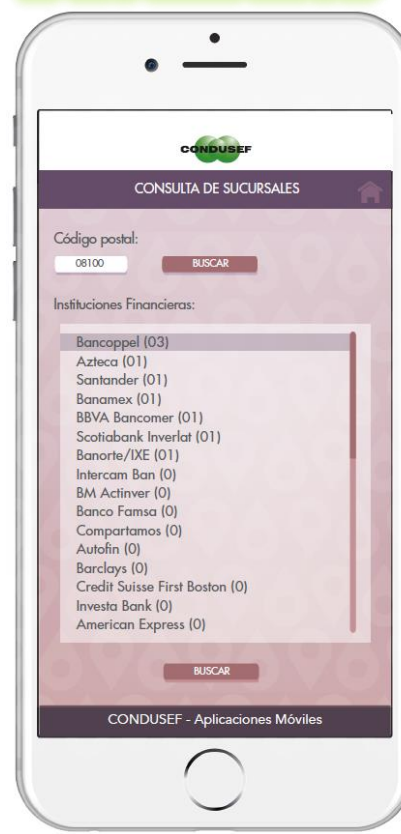 CONDUSEF
CONSULTA DE SUCURSALES
Código postal:
08100 BUSCAR
Instituciones Financieras:
Bancoppel (03)
Azteca (01)
Santander (01)
Banamex (01)
BBVA Bancomer (01)
Scotiabank Inverlat (01)
Banorte/IXE (01)
Intercam Ban (0)
BM Actinver (0)
Banco Famsa (0)
Compartamos (0)
Autofin (0)
Barclays (0)
Credit Suisse First Boston (0)
Investa Bank (0)
American Express (0)
BUSCAR
CONDUSEF - Aplicaciones Móviles